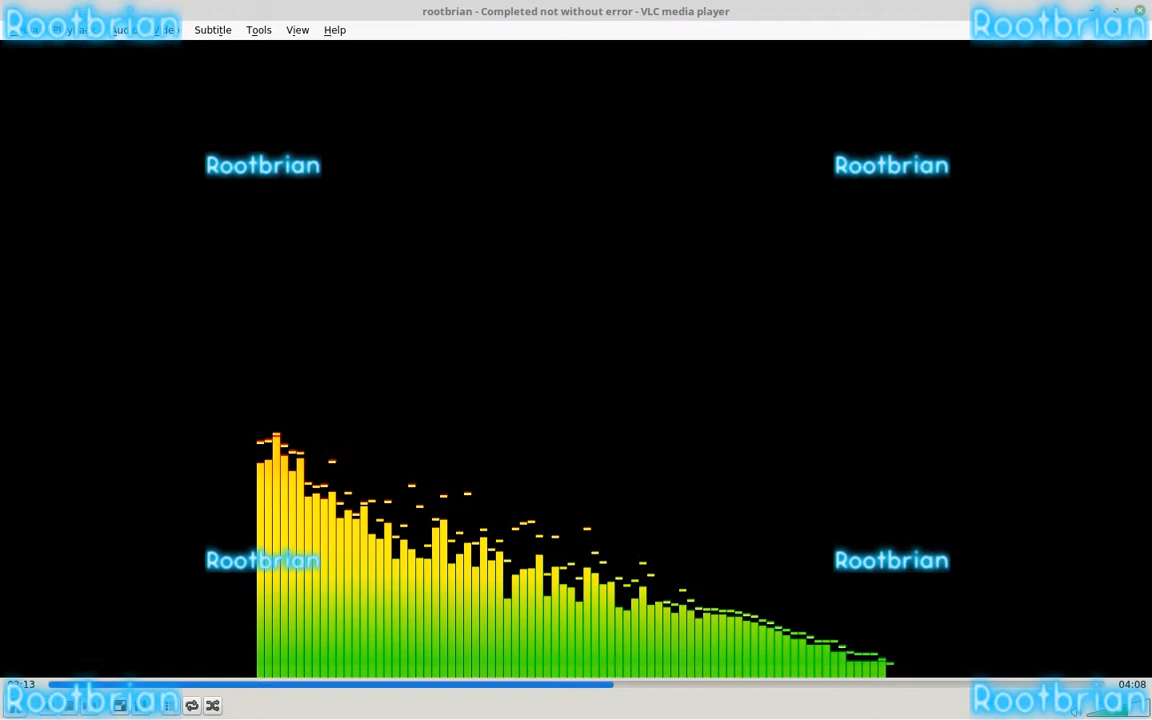 rootbrian - Completed not without error - VLC media player
Rootbrian Rootbrian
Subtitle Tools View Help
Rootbrian Rootbrian
Rootbrian Rootbrian
04:08
Rootbrian Rootbrian